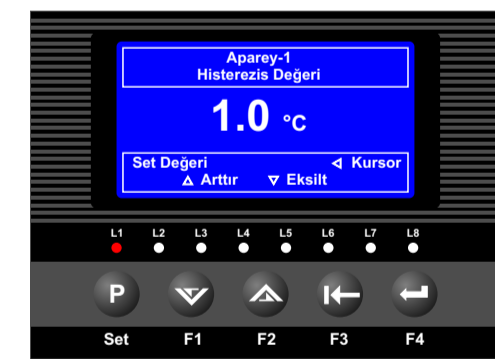 Aparey-1
Histerezis Değeri
1.0 °C
Set Değeri Kursor
Arttır Eksilt
L1 L2 L3 L4 L5 L6 L7 L8
P
Set F1 F2 F3 F4